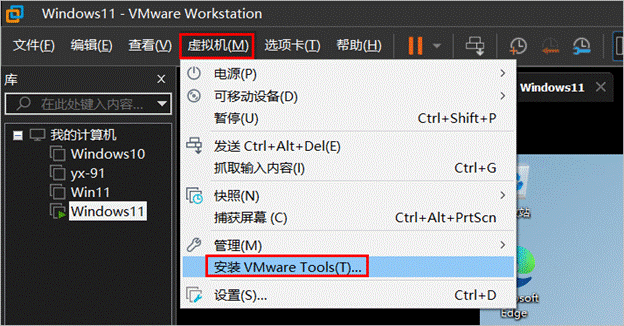 Windows11 - VMware Workstation
文件(F) 编辑(E) 查看(V) 虚拟机(M) 选项卡(T) 帮助(H)
库
在此处键入内容...
我的计算机
Windows10
yx-91
Win11
Windows11
电源(P)
可移动设备(D)
暂停(U) Ctrl+Shift+P
发送 Ctrl+Alt+Del(E)
抓取输入内容(I) Ctrl+G
快照(N)
捕获屏幕 (C) Ctrl+Alt+PrtScn
管理(M)
安装 VMware Tools(T)...
设置(S)... Ctrl+D
Windows11
站
soft
Edge